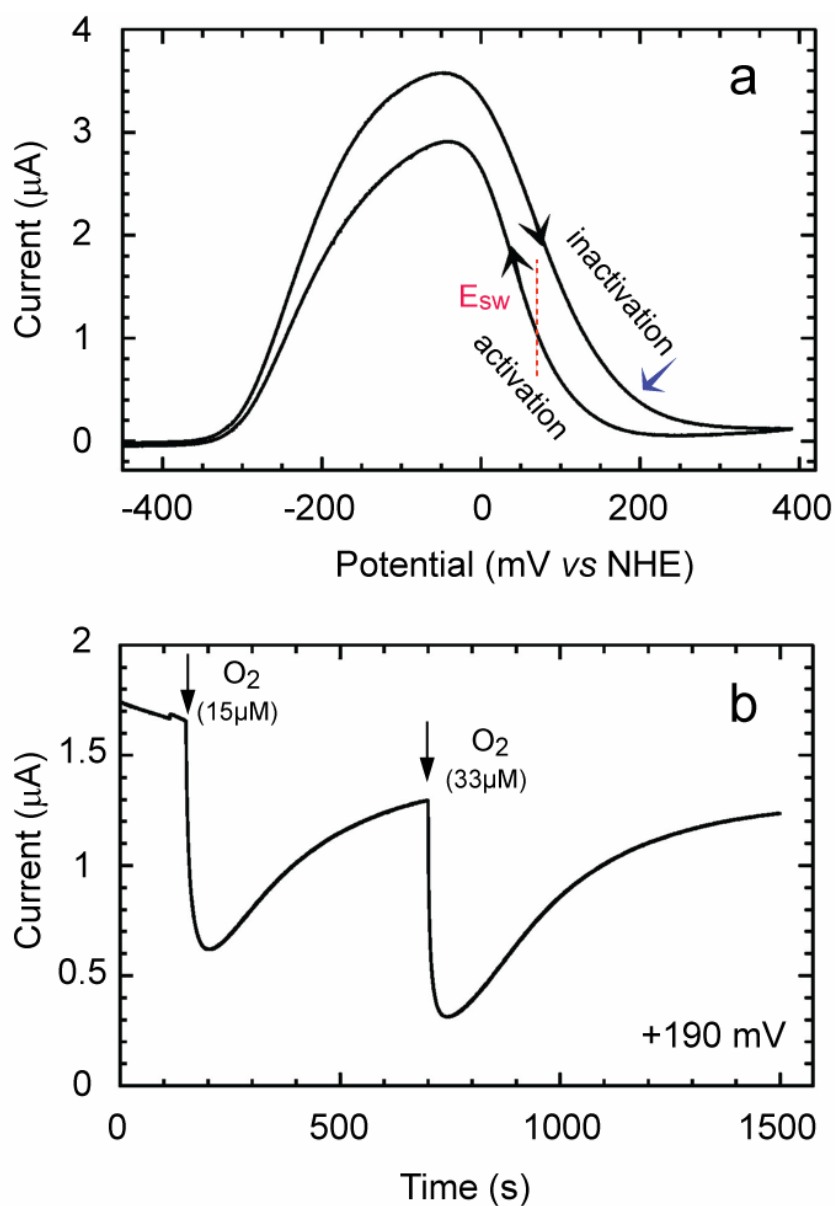 a
4
3
2
1
0
Current (μA)
inactivation
Esw
activation
-400 -200 0 200 400
Potential (mV vs NHE)
b
2
1.5
1
0.5
0
Current (μA)
O2
(15μM)
O2
(33μM)
+190 mV
0 500 1000 1500
Time (s)